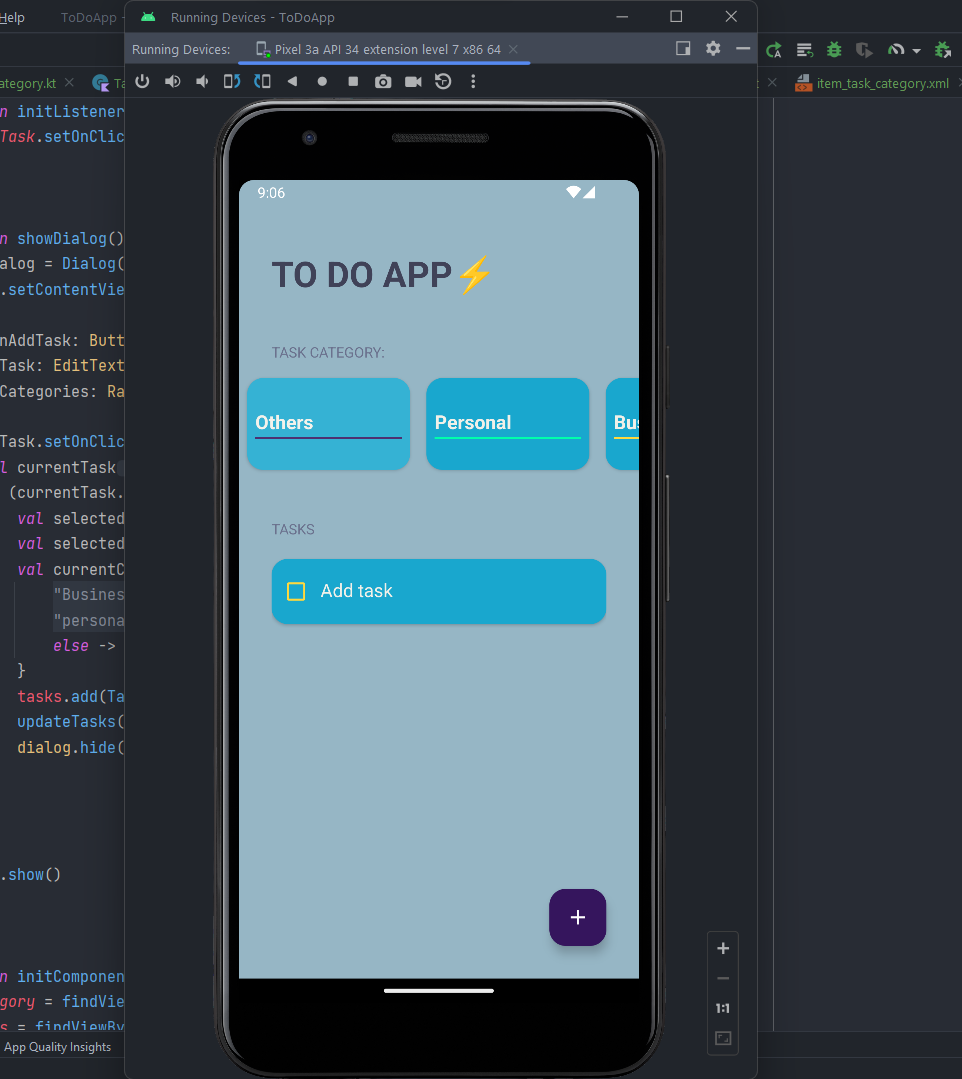 Help
ToDoApp -
Running Devices - ToDoApp
Running Devices:
Pixel 3a API 34 extension level 7 x86 64
ategory.kt
Ta
item_task_category.xml
n initListener
Task.setOnClic
n showDialog()
alog = Dialog(
.setContentVie
nAddTask: Butt
Task: EditText
Categories: Ra
Task.setOnClic
l currentTask
(currentTask.
val selected
val selected
val currentC
"Busines
"persona
else ->
}
tasks.add(Ta
updateTasks(
dialog.hide(
.show()
n initComponen
gory = findVie
s = findViewBy
App Quality Insights
9:06
TO DO APP⚡
TASK CATEGORY:
Others
Personal
Bus
TASKS
Add task
+
+
−
1:1